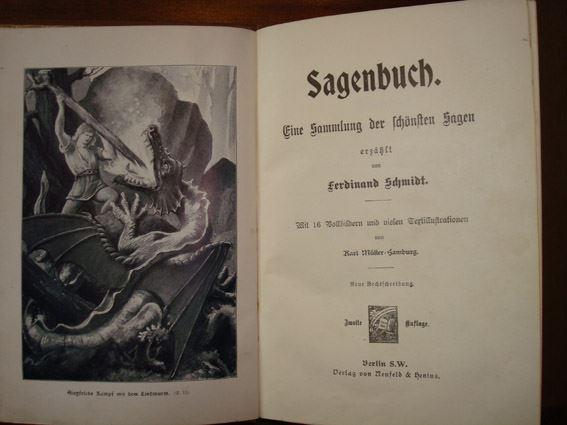 Siegfrieds Kampf mit dem Lindwurm.
Sagenbuch.
Eine Sammlung der schönsten Sagen
erzählt
von
Ferdinand Schmidt.
Mit 16 Vollbildern und vielen Textillustrationen
von
Karl Müller-Hamburg.
Neue Rechtschreibung.
Zweite Auflage.
Berlin S.W.
Verlag von Neufeld & Henius.